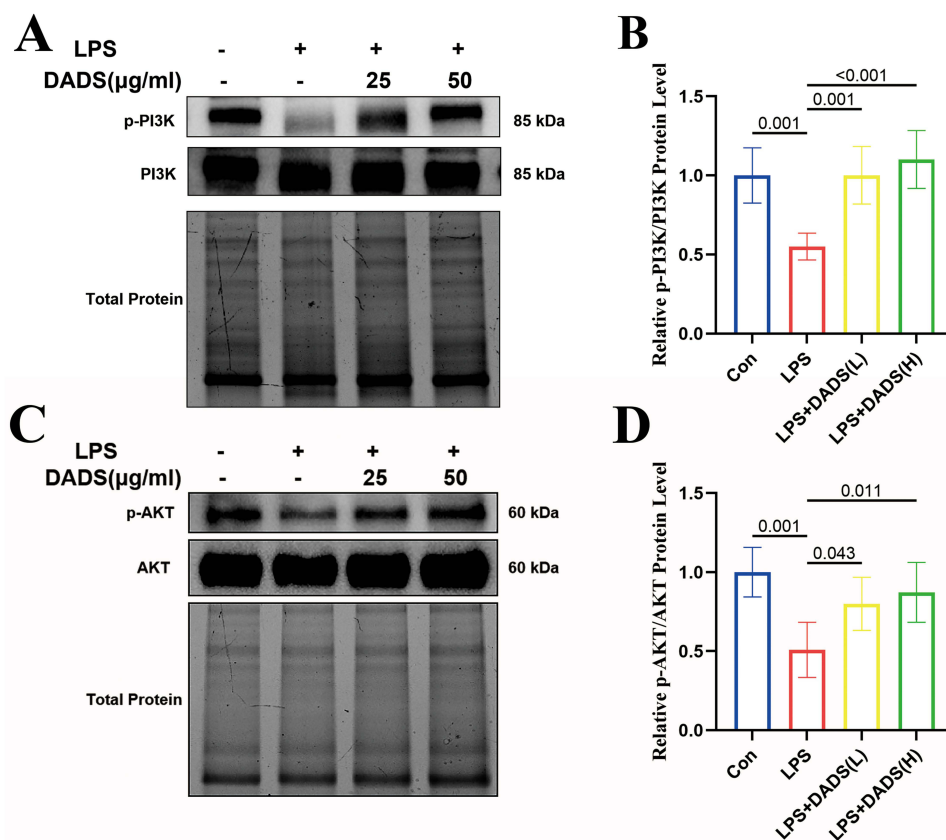 A
LPS - + + +
DADS(μg/ml) - - 25 50
p-PI3K 85 kDa
PI3K 85 kDa
Total Protein
B
Relative p-PI3K/PI3K Protein Level
<0.001
0.001
0.001
1.5
1.0
0.5
0.0
Con LPS LPS+DADS(L) LPS+DADS(H)
C
LPS - + + +
DADS(μg/ml) - - 25 50
p-AKT 60 kDa
AKT 60 kDa
Total Protein
D
Relative p-AKT/AKT Protein Level
0.011
0.001
0.043
1.5
1.0
0.5
0.0
Con LPS LPS+DADS(L) LPS+DADS(H)